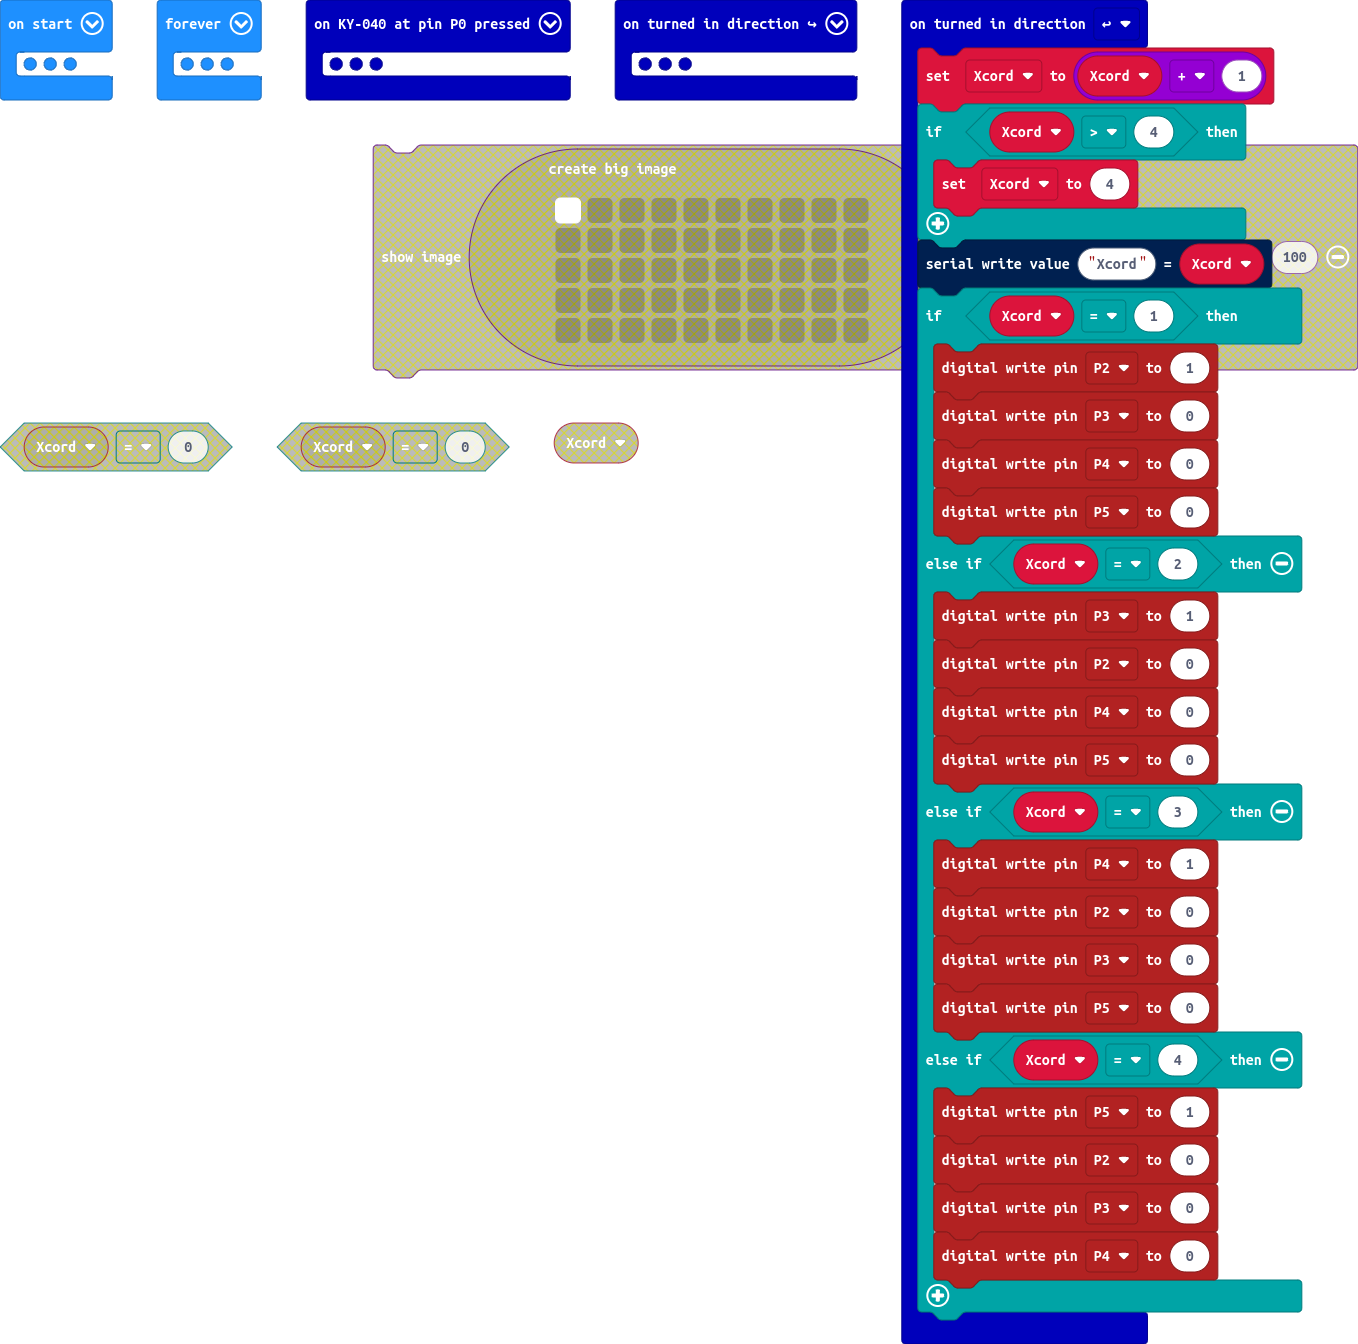 on start
forever
on KY-040 at pin P0 pressed
on turned in direction ↪
on turned in direction ↩
set Xcord to Xcord + 1
if Xcord > 4 then
set Xcord to 4
serial write value "Xcord" = Xcord
create big image
show image 100
if Xcord = 1 then
digital write pin P2 to 1
digital write pin P3 to 0
digital write pin P4 to 0
digital write pin P5 to 0
else if Xcord = 2 then
digital write pin P3 to 1
digital write pin P2 to 0
digital write pin P4 to 0
digital write pin P5 to 0
else if Xcord = 3 then
digital write pin P4 to 1
digital write pin P2 to 0
digital write pin P3 to 0
digital write pin P5 to 0
else if Xcord = 4 then
digital write pin P5 to 1
digital write pin P2 to 0
digital write pin P3 to 0
digital write pin P4 to 0
Xcord = 0
Xcord = 0
Xcord